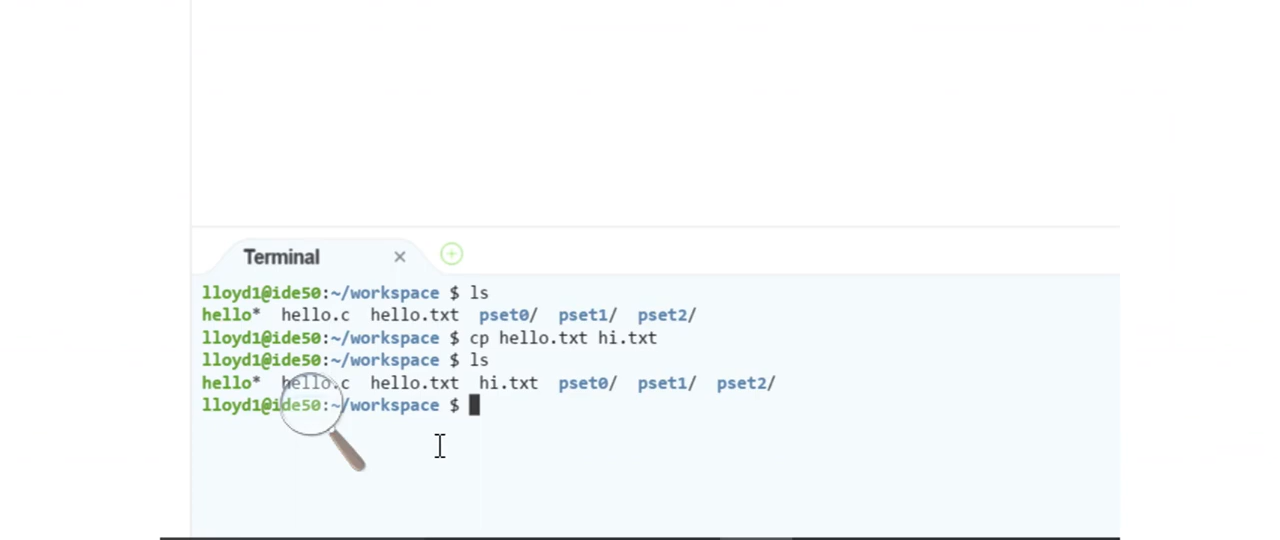 Terminal
lloyd1@ide50:~/workspace $ ls
hello* hello.c hello.txt pset0/ pset1/ pset2/
lloyd1@ide50:~/workspace $ cp hello.txt hi.txt
lloyd1@ide50:~/workspace $ ls
hello* hello.c hello.txt hi.txt pset0/ pset1/ pset2/
lloyd1@ide50:~/workspace $